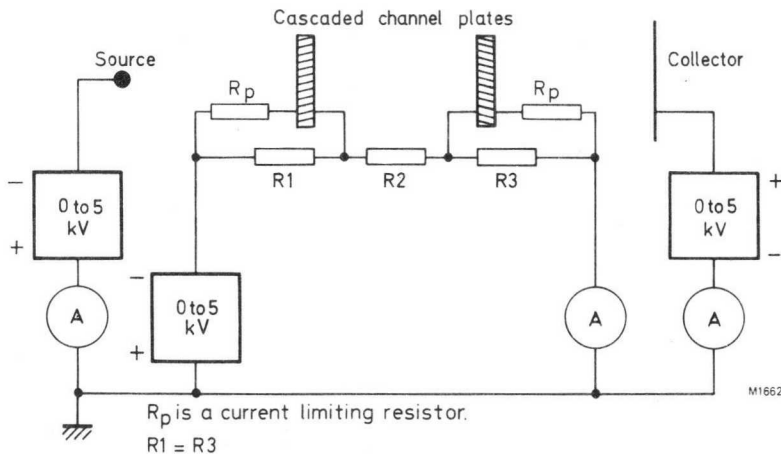 Cascaded channel plates
Source
Collector
Rp
Rp
R1
R2
R3
-
0 to 5
kV
+
-
0 to 5
kV
+
+
0 to 5
kV
-
A
A
A
M1662
Rp is a current limiting resistor.
R1 = R3